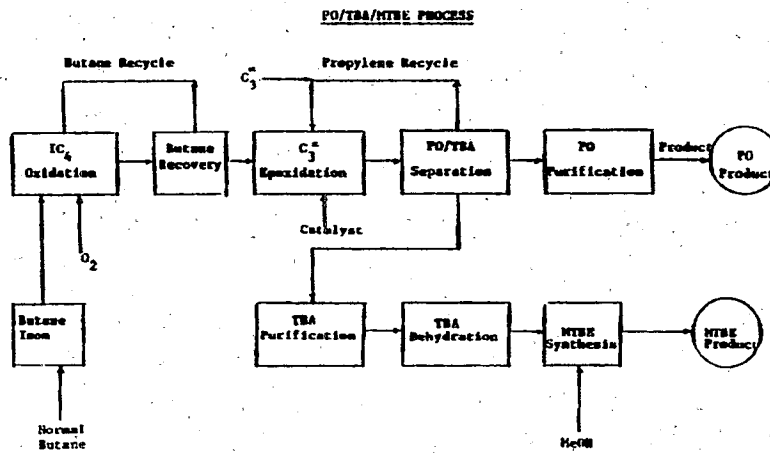 PO/TBA/MTBE PROCESS
Butane Recycle
C3= Propylene Recycle
IC4
Oxidation
Butane
Recovery
C3=
Epoxidation
PO/TBA
Separation
PO
Purification
Product
PO
Product
O2
Catalyst
Butane
Isom
TBA
Purification
TBA
Dehydration
MTBE
Synthesis
MTBE
Product
Normal
Butane
MeOH